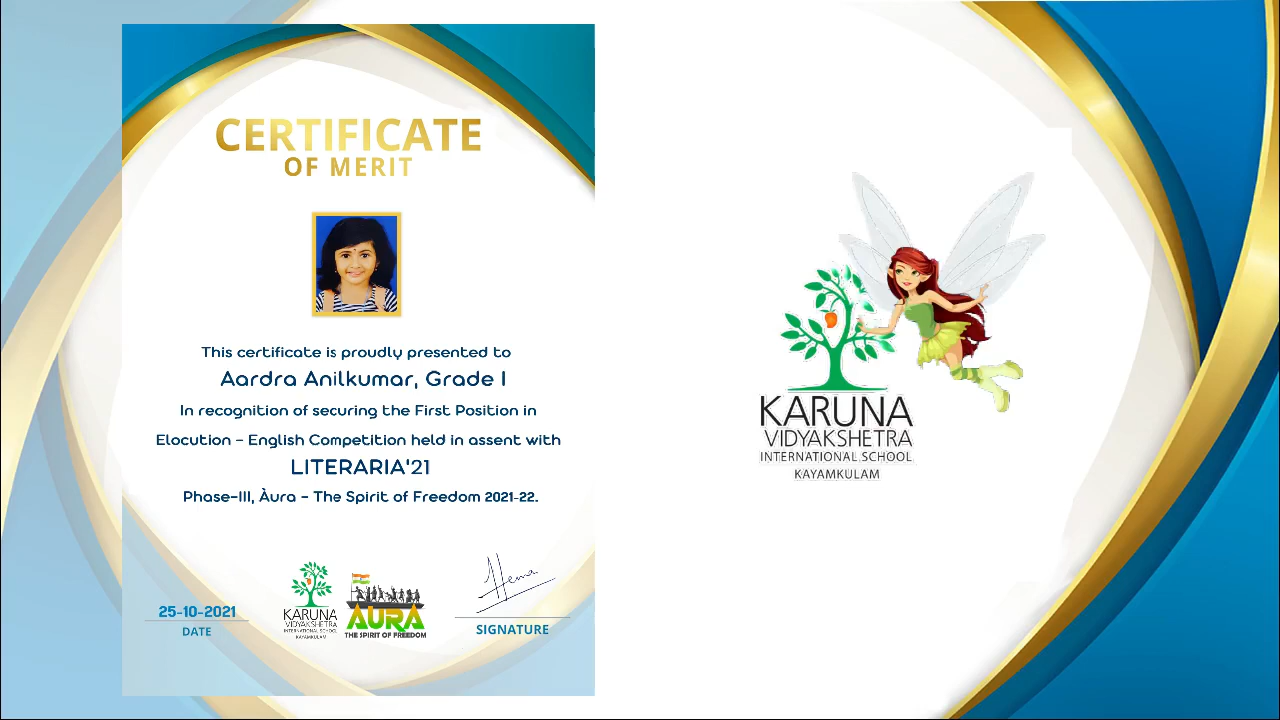 CERTIFICATE
OF MERIT
This certificate is proudly presented to
Aardra Anilkumar, Grade I
In recognition of securing the First Position in
Elocution - English Competition held in assent with
LITERARIA'21
Phase-III, Àura - The Spirit of Freedom 2021-22.
25-10-2021
DATE
KARUNA
VIDYAKSHETRA
INTERNATIONAL SCHOOL
KAYAMKULAM
AURA
THE SPIRIT OF FREEDOM
Hema
SIGNATURE
KARUNA
VIDYAKSHETRA
INTERNATIONAL SCHOOL
KAYAMKULAM